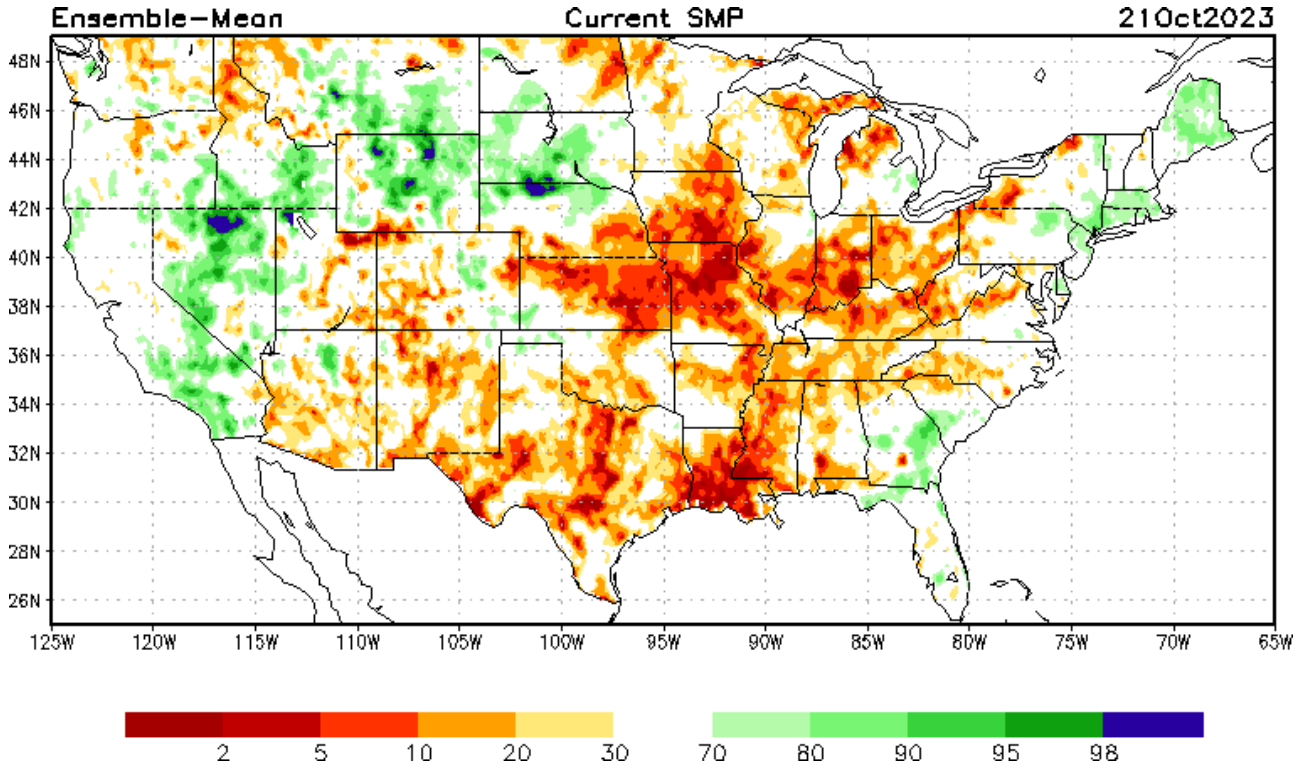 Ensemble-Mean Current SMP 21Oct2023
48N
46N
44N
42N
40N
38N
36N
34N
32N
30N
28N
26N
125W 120W 115W 110W 105W 100W 95W 90W 85W 80W 75W 70W 65W
2 5 10 20 30 70 80 90 95 98